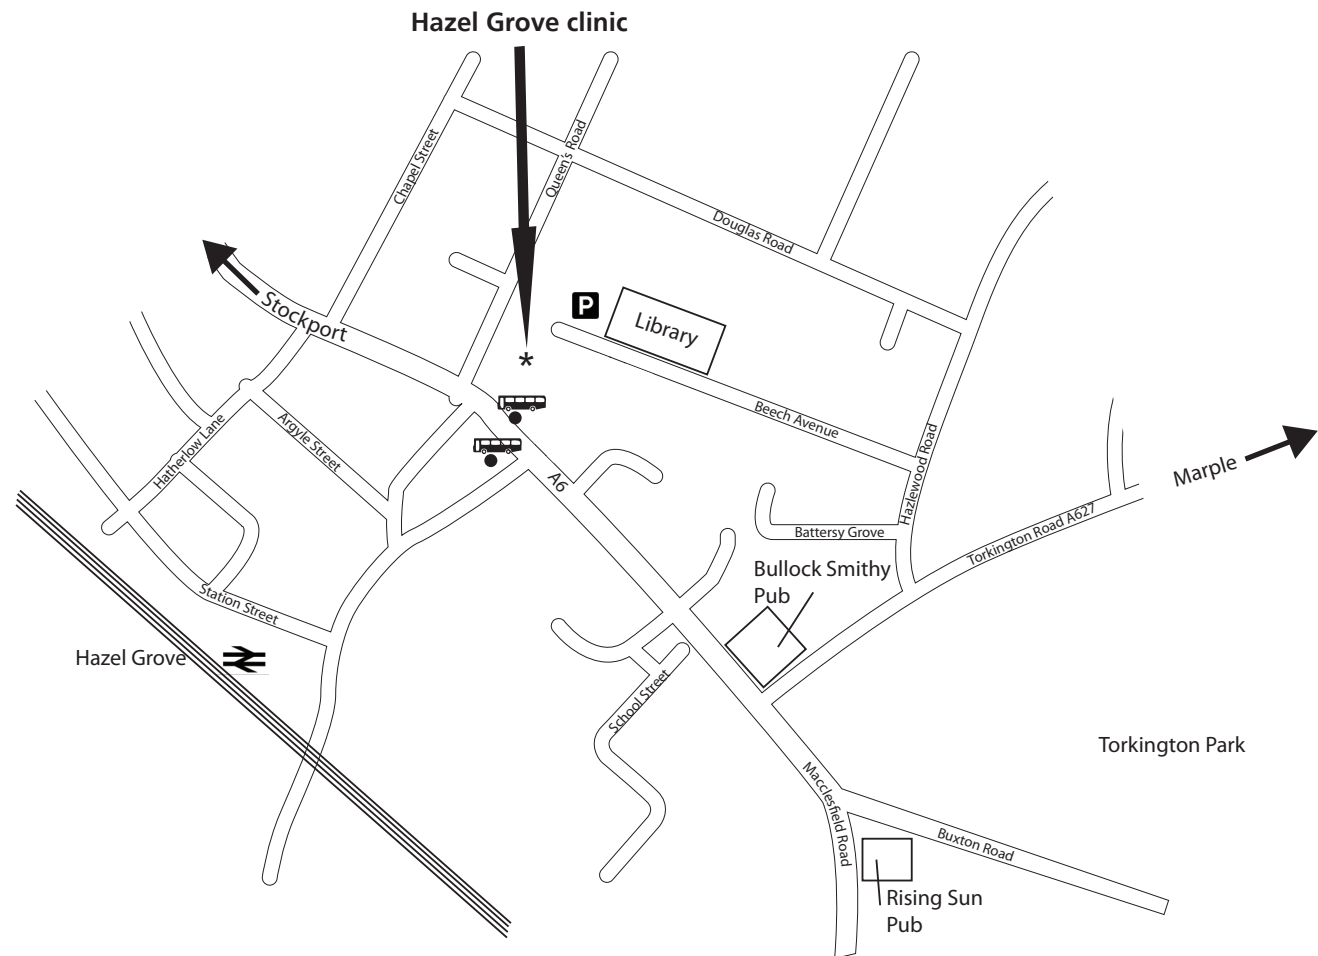 Hazel Grove clinic
Chapel Street
Queen's Road
Douglas Road
Stockport
P
Library
*
Beech Avenue
Hatherlow Lane
Argyle Street
Hazlewood Road
Marple
A6
Torkington Road A627
Battersy Grove
Bullock Smithy
Pub
Station Street
Hazel Grove
School Street
Torkington Park
Macclesfield Road
Buxton Road
Rising Sun
Pub